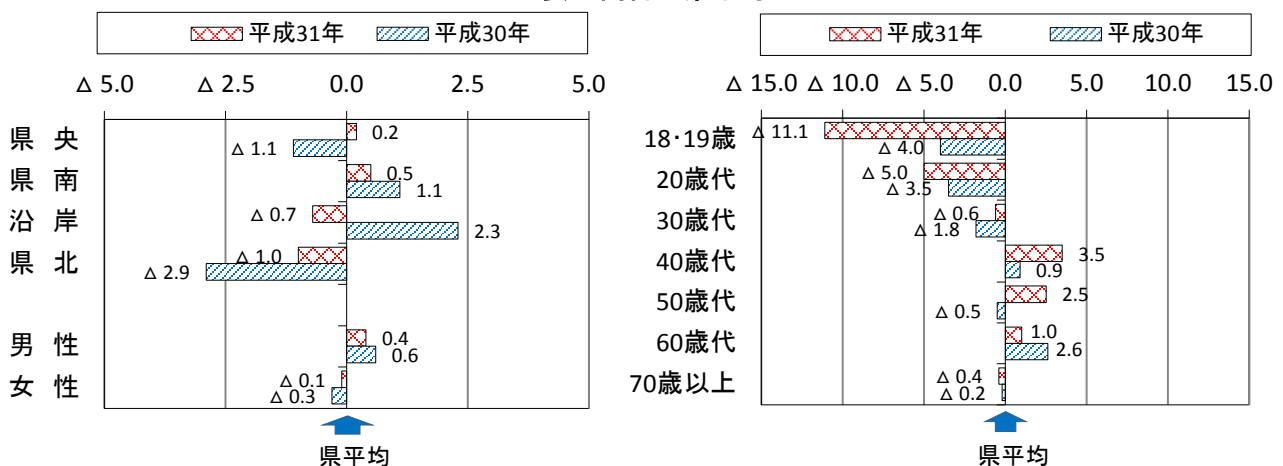 平成31年 平成30年
△ 5.0 △ 2.5 0.0 2.5 5.0
県 央 0.2
△ 1.1
県 南 0.5
1.1
沿 岸 △ 0.7
2.3
県 北 △ 1.0
△ 2.9
男 性 0.4
0.6
女 性 △ 0.1
△ 0.3
県平均
平成31年 平成30年
△ 15.0 △ 10.0 △ 5.0 0.0 5.0 10.0 15.0
18・19歳 △ 11.1
△ 4.0
20歳代 △ 5.0
△ 3.5
30歳代 △ 0.6
△ 1.8
40歳代 3.5
0.9
50歳代 2.5
△ 0.5
60歳代 1.0
2.6
70歳以上 △ 0.4
△ 0.2
県平均